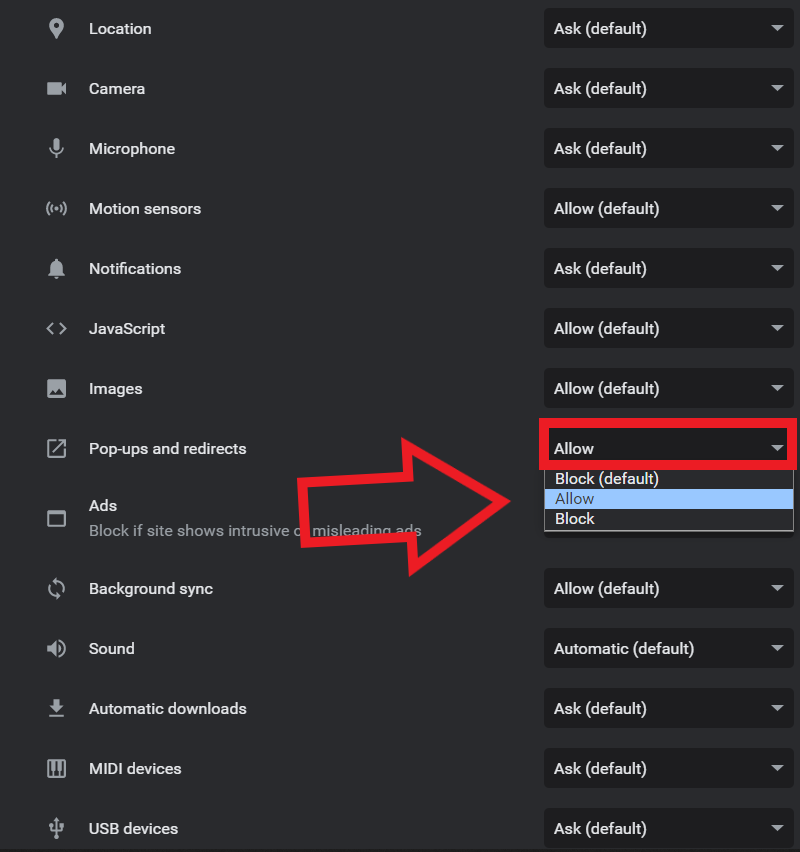 Location Ask (default)
Camera Ask (default)
Microphone Ask (default)
Motion sensors Allow (default)
Notifications Ask (default)
JavaScript Allow (default)
Images Allow (default)
Pop-ups and redirects Allow
Block (default)
Allow
Block
Ads
Block if site shows intrusive or misleading ads
Background sync Allow (default)
Sound Automatic (default)
Automatic downloads Ask (default)
MIDI devices Ask (default)
USB devices Ask (default)